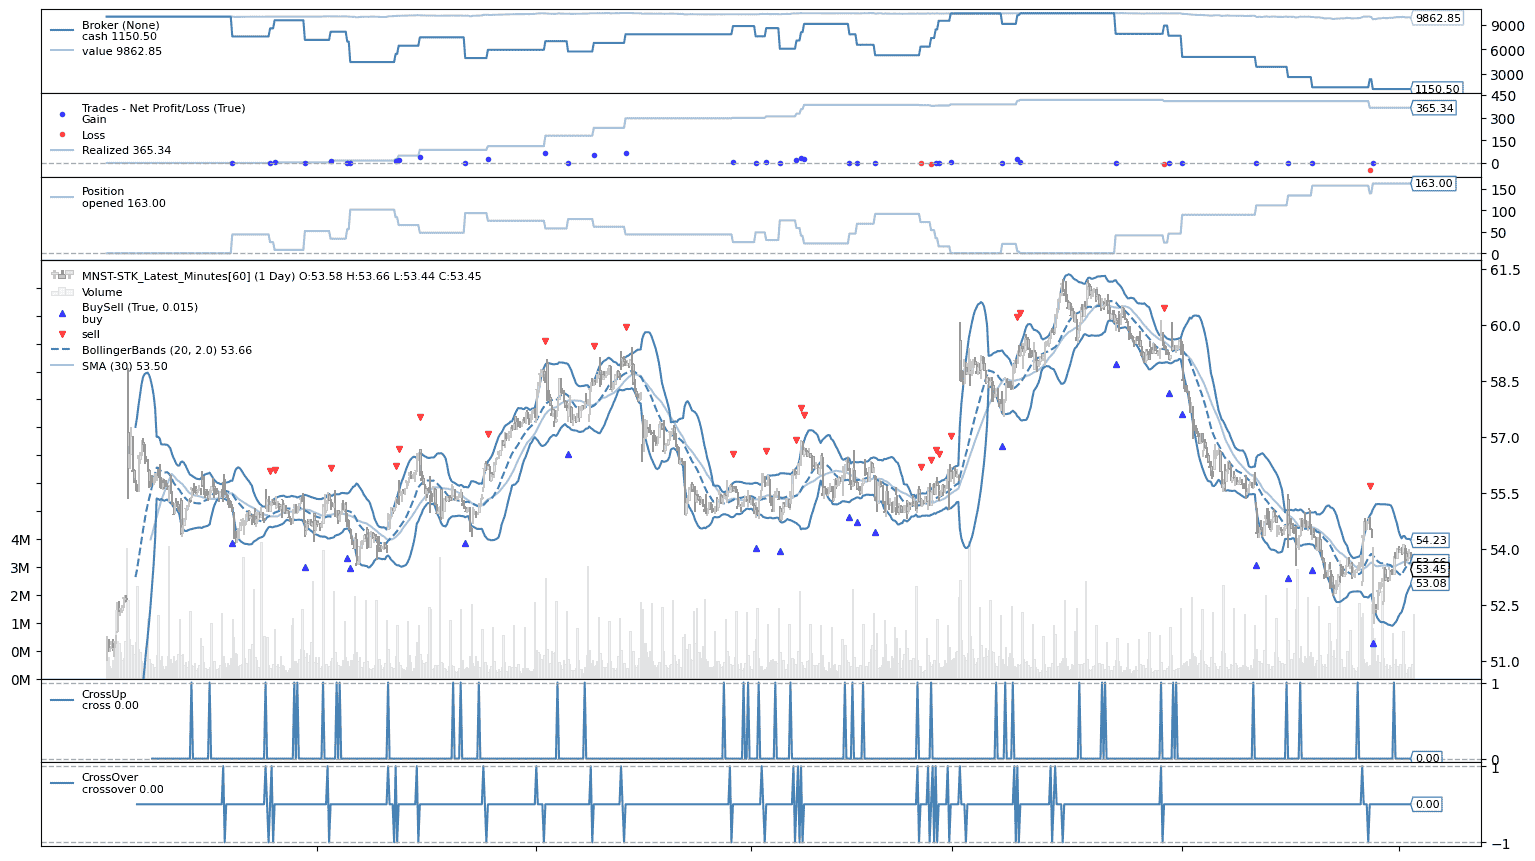 Broker (None)
cash 1150.50
value 9862.85
9862.85
9000
6000
3000
1150.50
Trades - Net Profit/Loss (True)
Gain
Loss
Realized 365.34
450
365.34
300
150
0
Position
opened 163.00
163.00
150
100
50
0
MNST-STK_Latest_Minutes[60] (1 Day) O:53.58 H:53.66 L:53.44 C:53.45
Volume
BuySell (True, 0.015)
buy
sell
BollingerBands (20, 2.0) 53.66
SMA (30) 53.50
61.5
60.0
58.5
57.0
55.5
54.0
52.5
51.0
54.23
53.66
53.45
53.08
4M
3M
2M
1M
0M
0M
CrossUp
cross 0.00
1
0.00
0
CrossOver
crossover 0.00
1
0.00
−1